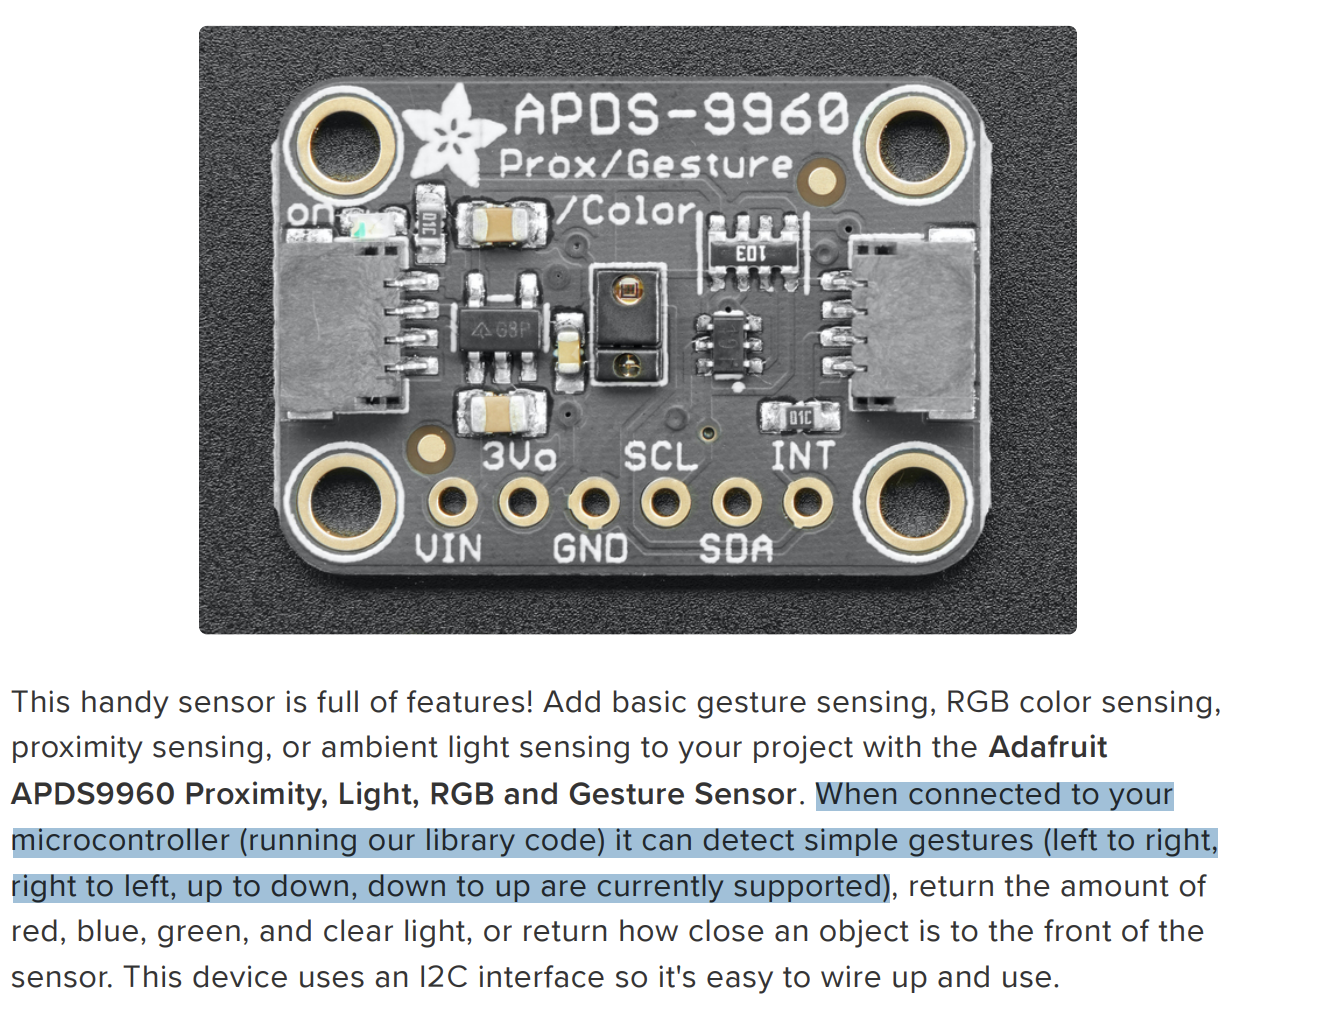 APDS-9960
Prox/Gesture
/Color
on
01C
E01
G8P
01C
3Vo SCL INT
VIN GND SDA
This handy sensor is full of features! Add basic gesture sensing, RGB color sensing,
proximity sensing, or ambient light sensing to your project with the Adafruit
APDS9960 Proximity, Light, RGB and Gesture Sensor. When connected to your
microcontroller (running our library code) it can detect simple gestures (left to right,
right to left, up to down, down to up are currently supported), return the amount of
red, blue, green, and clear light, or return how close an object is to the front of the
sensor. This device uses an I2C interface so it's easy to wire up and use.